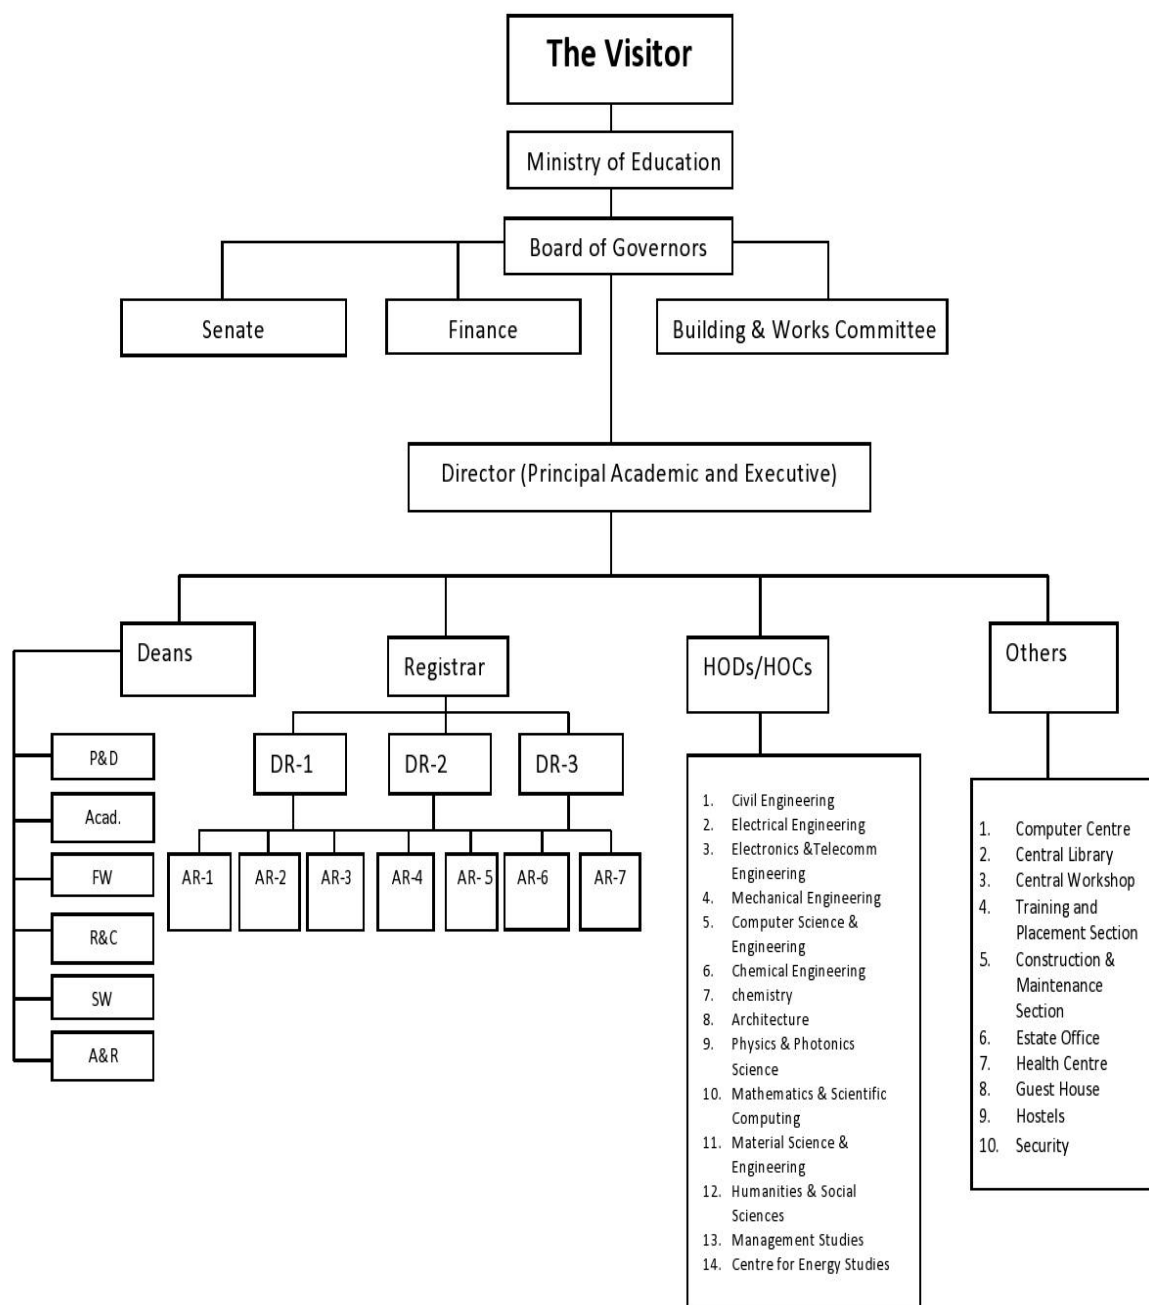 The Visitor
Ministry of Education
Board of Governors
Senate
Finance
Building & Works Committee
Director (Principal Academic and Executive)
Deans
Registrar
HODs/HOCs
Others
P&D
Acad.
FW
R&C
SW
A&R
DR-1
DR-2
DR-3
AR-1
AR-2
AR-3
AR-4
AR- 5
AR-6
AR-7
1. Civil Engineering
2. Electrical Engineering
3. Electronics &Telecomm
Engineering
4. Mechanical Engineering
5. Computer Science &
Engineering
6. Chemical Engineering
7. chemistry
8. Architecture
9. Physics & Photonics
Science
10. Mathematics & Scientific
Computing
11. Material Science &
Engineering
12. Humanities & Social
Sciences
13. Management Studies
14. Centre for Energy Studies
1. Computer Centre
2. Central Library
3. Central Workshop
4. Training and
Placement Section
5. Construction &
Maintenance
Section
6. Estate Office
7. Health Centre
8. Guest House
9. Hostels
10. Security